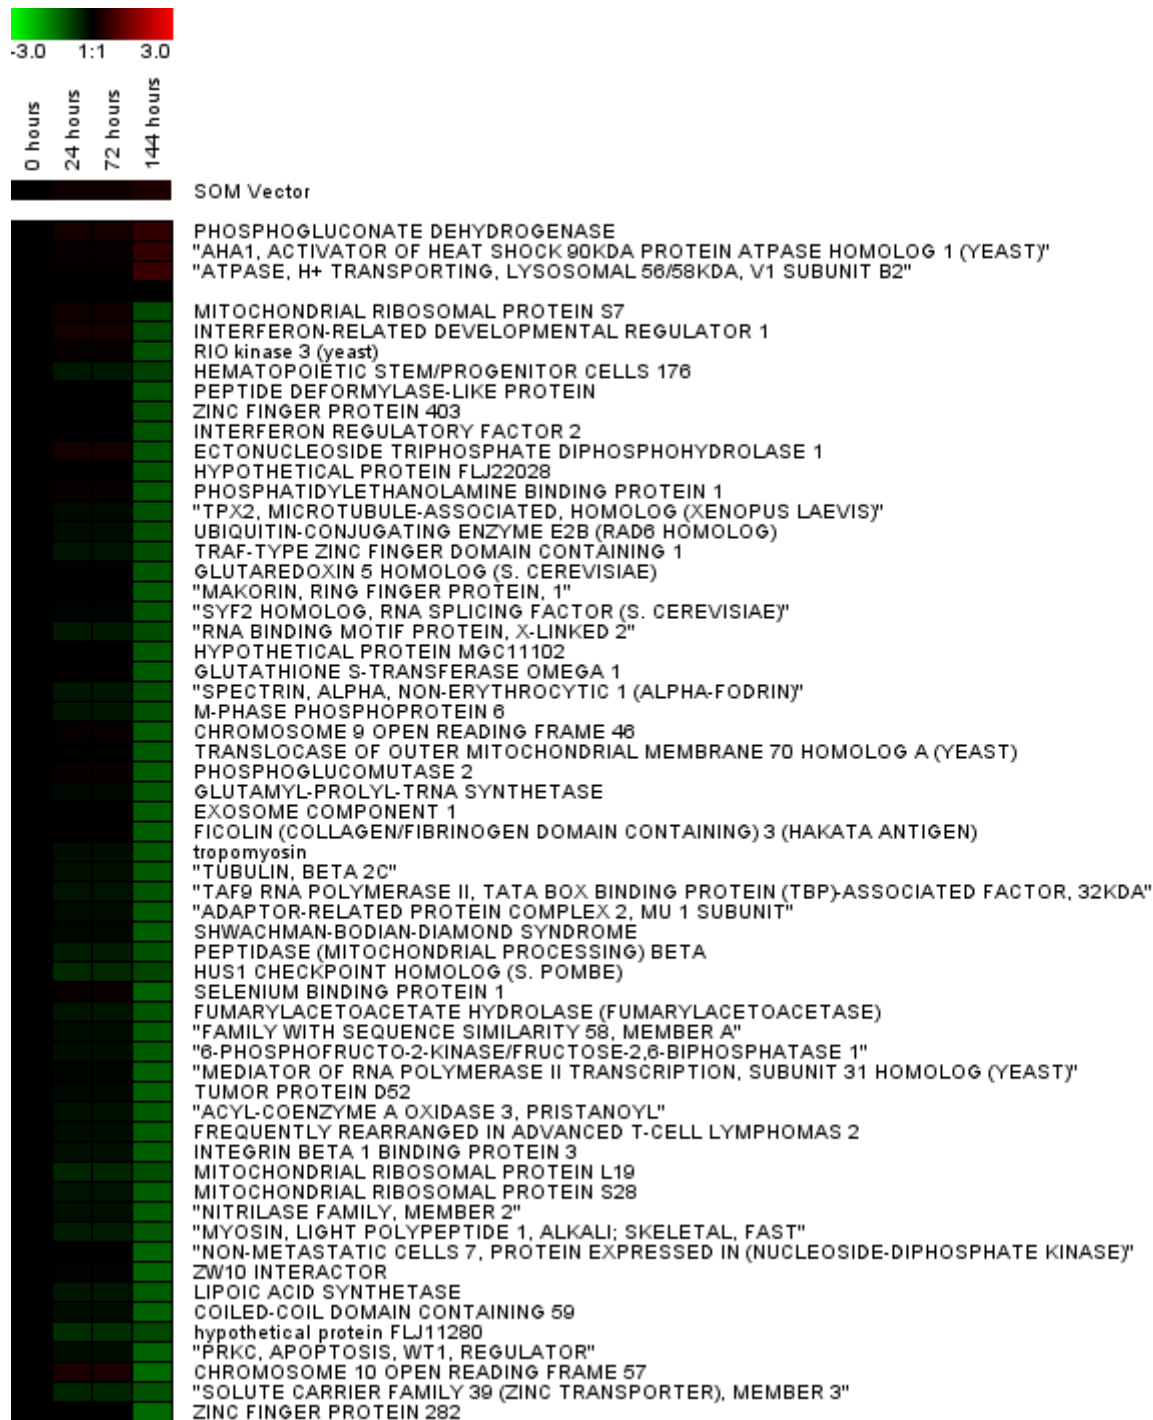 -3.0 1:1 3.0
0 hours
24 hours
72 hours
144 hours
SOM Vector
PHOSPHOGLUCONATE DEHYDROGENASE
"AHA1, ACTIVATOR OF HEAT SHOCK 90KDA PROTEIN ATPASE HOMOLOG 1 (YEAST)"
"ATPASE, H+ TRANSPORTING, LYSOSOMAL 56/58KDA, V1 SUBUNIT B2"
MITOCHONDRIAL RIBOSOMAL PROTEIN S7
INTERFERON-RELATED DEVELOPMENTAL REGULATOR 1
RIO kinase 3 (yeast)
HEMATOPOIETIC STEM/PROGENITOR CELLS 176
PEPTIDE DEFORMYLASE-LIKE PROTEIN
ZINC FINGER PROTEIN 403
INTERFERON REGULATORY FACTOR 2
ECTONUCLEOSIDE TRIPHOSPHATE DIPHOSPHOHYDROLASE 1
HYPOTHETICAL PROTEIN FLJ22028
PHOSPHATIDYLETHANOLAMINE BINDING PROTEIN 1
"TPX2, MICROTUBULE-ASSOCIATED, HOMOLOG (XENOPUS LAEVIS)"
UBIQUITIN-CONJUGATING ENZYME E2B (RAD6 HOMOLOG)
TRAF-TYPE ZINC FINGER DOMAIN CONTAINING 1
GLUTAREDOXIN 5 HOMOLOG (S. CEREVISIAE)
"MAKORIN, RING FINGER PROTEIN, 1"
"SYF2 HOMOLOG, RNA SPLICING FACTOR (S. CEREVISIAE)"
"RNA BINDING MOTIF PROTEIN, X-LINKED 2"
HYPOTHETICAL PROTEIN MGC11102
GLUTATHIONE S-TRANSFERASE OMEGA 1
"SPECTRIN, ALPHA, NON-ERYTHROCYTIC 1 (ALPHA-FODRIN)"
M-PHASE PHOSPHOPROTEIN 6
CHROMOSOME 9 OPEN READING FRAME 46
TRANSLOCASE OF OUTER MITOCHONDRIAL MEMBRANE 70 HOMOLOG A (YEAST)
PHOSPHOGLUCOMUTASE 2
GLUTAMYL-PROLYL-TRNA SYNTHETASE
EXOSOME COMPONENT 1
FICOLIN (COLLAGEN/FIBRINOGEN DOMAIN CONTAINING) 3 (HAKATA ANTIGEN)
tropomyosin
"TUBULIN, BETA 2C"
"TAF9 RNA POLYMERASE II, TATA BOX BINDING PROTEIN (TBP)-ASSOCIATED FACTOR, 32KDA"
"ADAPTOR-RELATED PROTEIN COMPLEX 2, MU 1 SUBUNIT"
SHWACHMAN-BODIAN-DIAMOND SYNDROME
PEPTIDASE (MITOCHONDRIAL PROCESSING) BETA
HUS1 CHECKPOINT HOMOLOG (S. POMBE)
SELENIUM BINDING PROTEIN 1
FUMARYLACETOACETATE HYDROLASE (FUMARYLACETOACETASE)
"FAMILY WITH SEQUENCE SIMILARITY 58, MEMBER A"
"6-PHOSPHOFRUCTO-2-KINASE/FRUCTOSE-2,6-BIPHOSPHATASE 1"
"MEDIATOR OF RNA POLYMERASE II TRANSCRIPTION, SUBUNIT 31 HOMOLOG (YEAST)"
TUMOR PROTEIN D52
"ACYL-COENZYME A OXIDASE 3, PRISTANOYL"
FREQUENTLY REARRANGED IN ADVANCED T-CELL LYMPHOMAS 2
INTEGRIN BETA 1 BINDING PROTEIN 3
MITOCHONDRIAL RIBOSOMAL PROTEIN L19
MITOCHONDRIAL RIBOSOMAL PROTEIN S28
"NITRILASE FAMILY, MEMBER 2"
"MYOSIN, LIGHT POLYPEPTIDE 1, ALKALI; SKELETAL, FAST"
"NON-METASTATIC CELLS 7, PROTEIN EXPRESSED IN (NUCLEOSIDE-DIPHOSPHATE KINASE)"
ZW10 INTERACTOR
LIPOIC ACID SYNTHETASE
COILED-COIL DOMAIN CONTAINING 59
hypothetical protein FLJ11280
"PRKC, APOPTOSIS, WT1, REGULATOR"
CHROMOSOME 10 OPEN READING FRAME 57
"SOLUTE CARRIER FAMILY 39 (ZINC TRANSPORTER), MEMBER 3"
ZINC FINGER PROTEIN 282